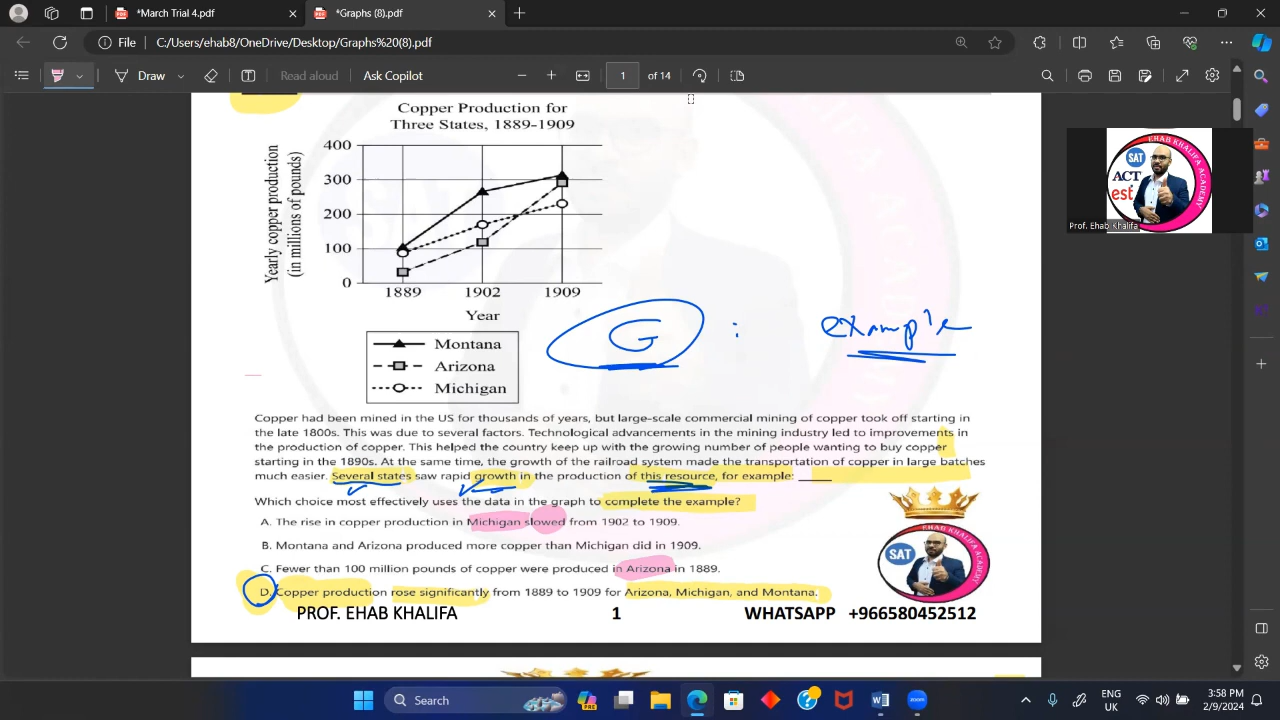 *March Trial 4.pdf
*Graphs (8).pdf
File
C:/Users/ehab8/OneDrive/Desktop/Graphs%20(8).pdf
Draw
Read aloud
Ask Copilot
1
of 14
Copper Production for
Three States, 1889-1909
Yearly copper production
(in millions of pounds)
400
300
200
100
0
1889
1902
1909
Year
Montana
Arizona
Michigan
G : example
Copper had been mined in the US for thousands of years, but large-scale commercial mining of copper took off starting in
the late 1800s. This was due to several factors. Technological advancements in the mining industry led to improvements in
the production of copper. This helped the country keep up with the growing number of people wanting to buy copper
starting in the 1890s. At the same time, the growth of the railroad system made the transportation of copper in large batches
much easier. Several states saw rapid growth in the production of this resource, for example: _____
Which choice most effectively uses the data in the graph to complete the example?
A. The rise in copper production in Michigan slowed from 1902 to 1909.
B. Montana and Arizona produced more copper than Michigan did in 1909.
C. Fewer than 100 million pounds of copper were produced in Arizona in 1889.
D. Copper production rose significantly from 1889 to 1909 for Arizona, Michigan, and Montana.
PROF. EHAB KHALIFA
1
WHATSAPP +966580452512
EHAB KHALIFA ACADEMY
SAT
EHAB KHALIFA ACADEMY
SAT
ACT
est
Prof. Ehab Khalifa
Search
PRE
zoom
ENG
UK
3:58 PM
2/9/2024